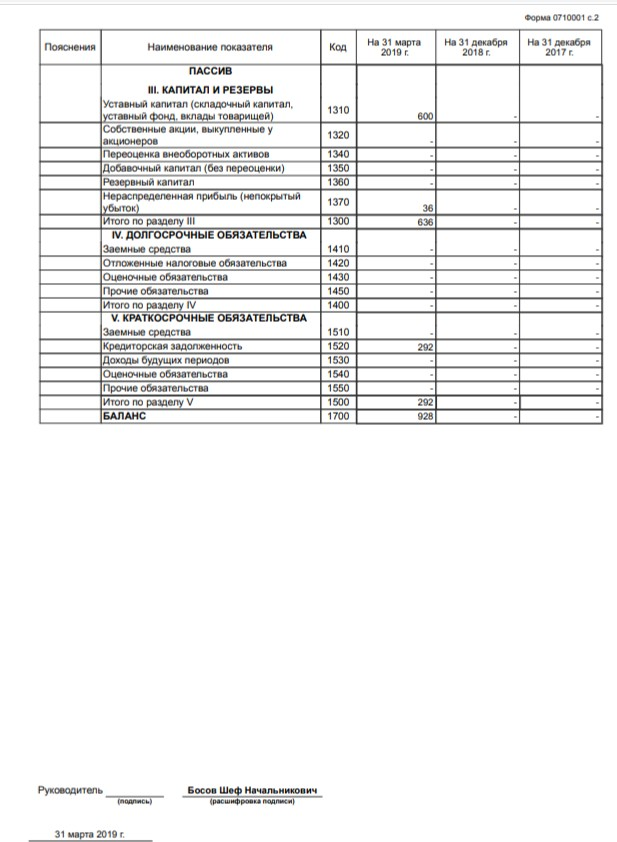 Форма 0710001 с.2
Пояснения Наименование показателя Код На 31 марта 2019 г. На 31 декабря 2018 г. На 31 декабря 2017 г.
ПАССИВ
III. КАПИТАЛ И РЕЗЕРВЫ
Уставный капитал (складочный капитал,
уставный фонд, вклады товарищей) 1310 600 - -
Собственные акции, выкупленные у
акционеров 1320 - - -
Переоценка внеоборотных активов 1340 - - -
Добавочный капитал (без переоценки) 1350 - - -
Резервный капитал 1360 - - -
Нераспределенная прибыль (непокрытый
убыток) 1370 36 - -
Итого по разделу III 1300 636 - -
IV. ДОЛГОСРОЧНЫЕ ОБЯЗАТЕЛЬСТВА
Заемные средства 1410 - - -
Отложенные налоговые обязательства 1420 - - -
Оценочные обязательства 1430 - - -
Прочие обязательства 1450 - - -
Итого по разделу IV 1400 - - -
V. КРАТКОСРОЧНЫЕ ОБЯЗАТЕЛЬСТВА
Заемные средства 1510 - - -
Кредиторская задолженность 1520 292 - -
Доходы будущих периодов 1530 - - -
Оценочные обязательства 1540 - - -
Прочие обязательства 1550 - - -
Итого по разделу V 1500 292 - -
БАЛАНС 1700 928 - -
Руководитель Босов Шеф Начальникович
(подпись) (расшифровка подписи)
31 марта 2019 г.